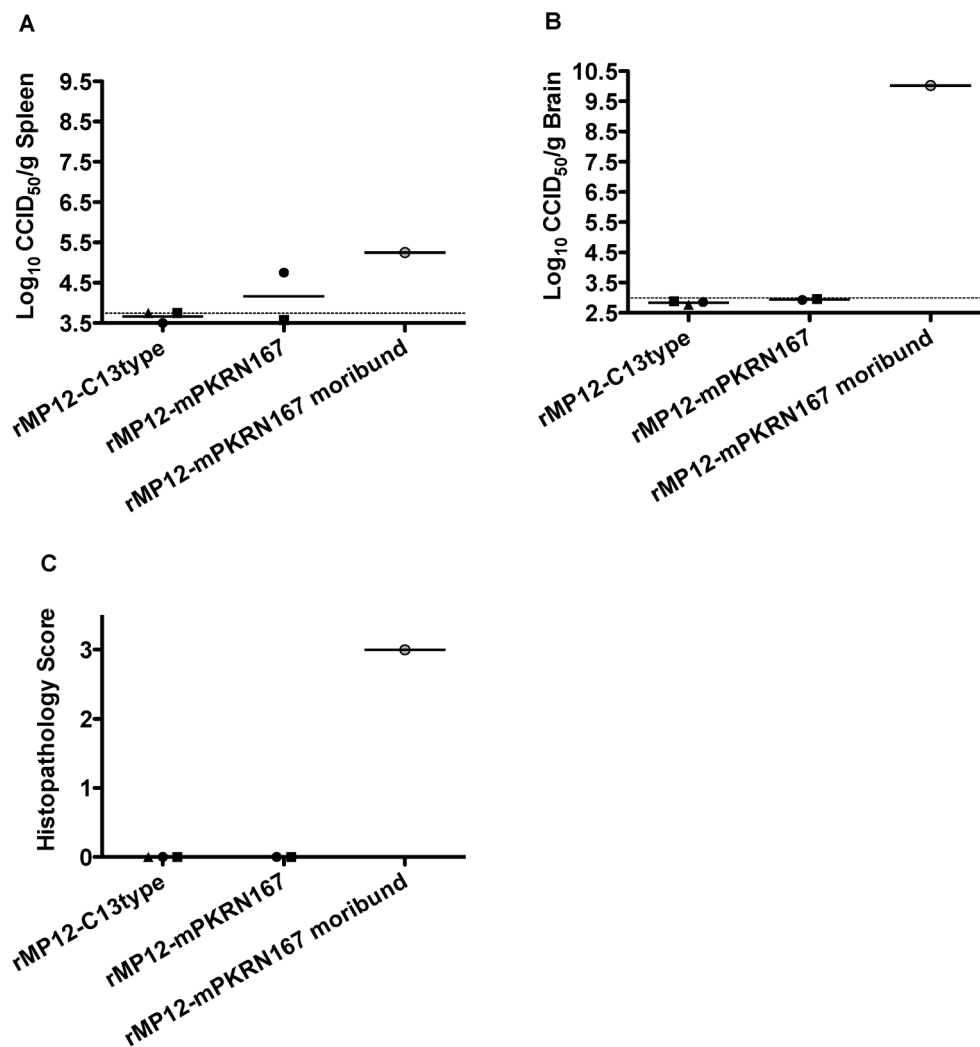 A
Log10 CCID50/g Spleen
9.5
8.5
7.5
6.5
5.5
4.5
3.5
rMP12-C13type
rMP12-mPKRN167
rMP12-mPKRN167 moribund
B
Log10 CCID50/g Brain
10.5
9.5
8.5
7.5
6.5
5.5
4.5
3.5
2.5
rMP12-C13type
rMP12-mPKRN167
rMP12-mPKRN167 moribund
C
Histopathology Score
3
2
1
0
rMP12-C13type
rMP12-mPKRN167
rMP12-mPKRN167 moribund